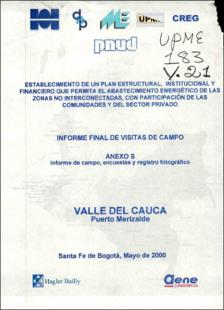 UPME
CREG
pnud
UPME
183
V.21
ESTABLECIMIENTO DE UN PLAN ESTRUCTURAL, INSTITUCIONAL Y
FINANCIERO QUE PERMITA EL ABASTECIMIENTO ENERGÉTICO DE LAS
ZONAS NO INTERCONECTADAS, CON PARTICIPACIÓN DE LAS
COMUNIDADES Y DEL SECTOR PRIVADO
INFORME FINAL DE VISITAS DE CAMPO
ANEXO S
Informe de campo, encuestas y registro fotográfico
VALLE DEL CAUCA
Puerto Merizalde
Santa Fe de Bogotá, Mayo de 2000
Hagler Bailly
Aene